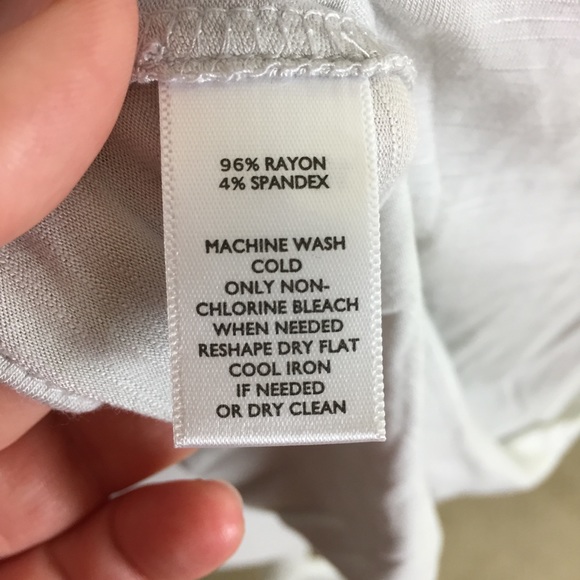 96% RAYON
4% SPANDEX
MACHINE WASH
COLD
ONLY NON-
CHLORINE BLEACH
WHEN NEEDED
RESHAPE DRY FLAT
COOL IRON
IF NEEDED
OR DRY CLEAN